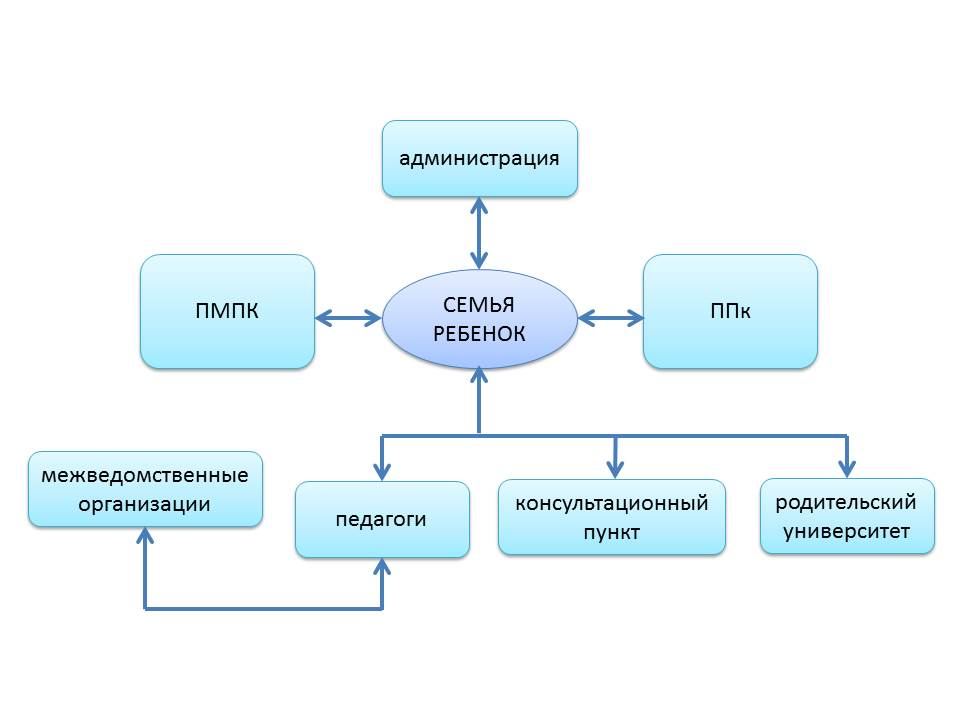 администрация
ПМПК
СЕМЬЯ
РЕБЕНОК
ППк
межведомственные
организации
педагоги
консультационный
пункт
родительский
университет